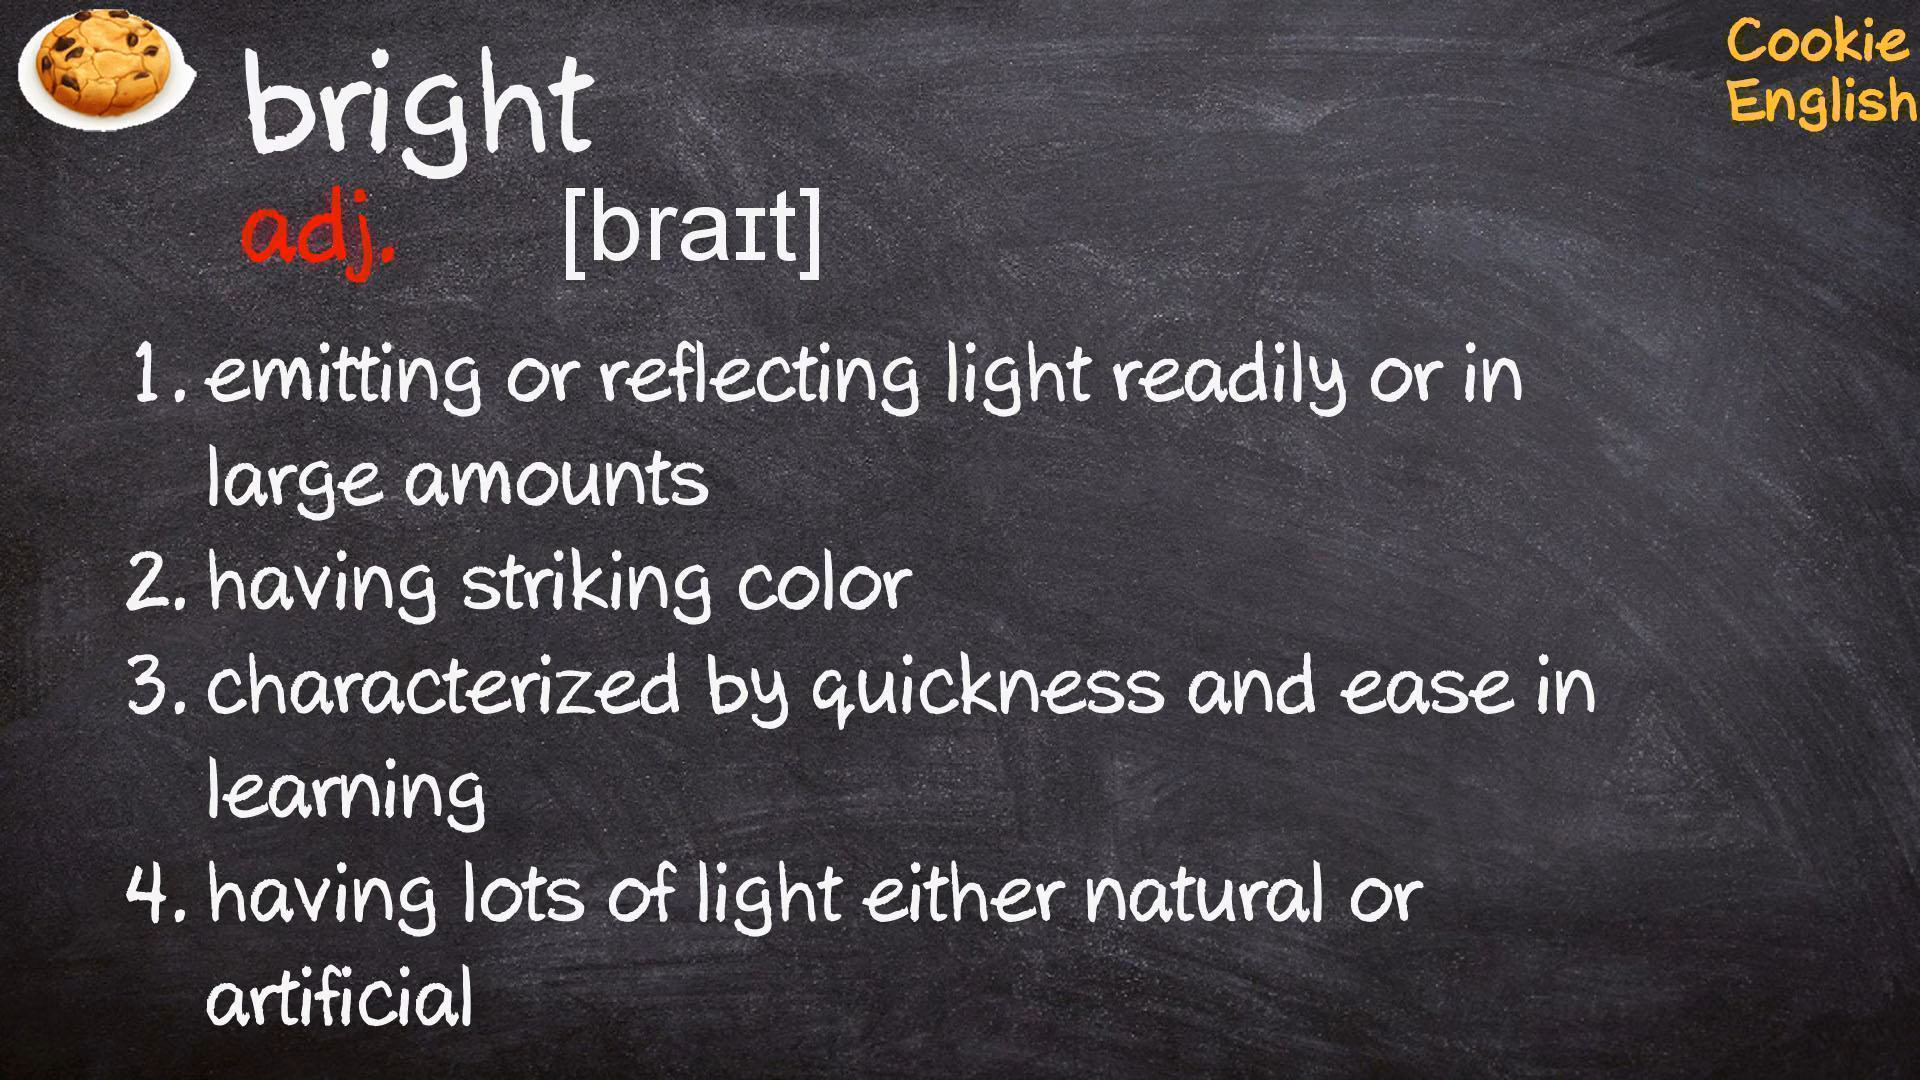 bright
Cookie
English
adj. [braɪt]
1. emitting or reflecting light readily or in
large amounts
2. having striking color
3. characterized by quickness and ease in
learning
4. having lots of light either natural or
artificial